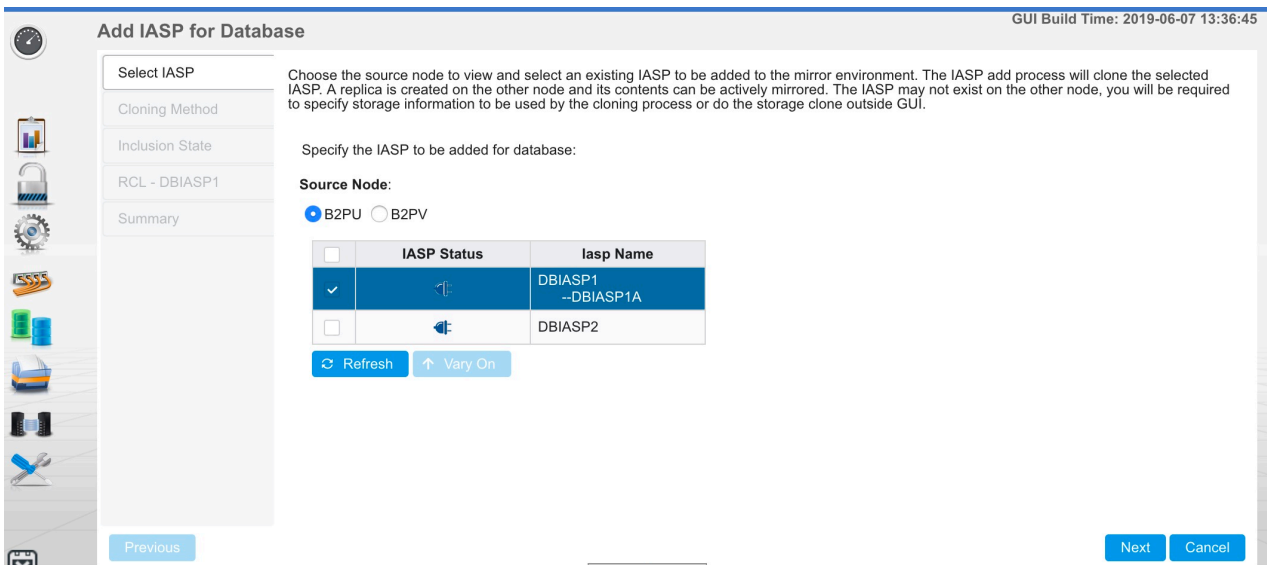 GUI Build Time: 2019-06-07 13:36:45
Add IASP for Database
Select IASP
Cloning Method
Inclusion State
RCL - DBIASP1
Summary
Choose the source node to view and select an existing IASP to be added to the mirror environment. The IASP add process will clone the selected
IASP. A replica is created on the other node and its contents can be actively mirrored. The IASP may not exist on the other node, you will be required
to specify storage information to be used by the cloning process or do the storage clone outside GUI.
Specify the IASP to be added for database:
Source Node:
B2PU B2PV
IASP Status Iasp Name
DBIASP1
--DBIASP1A
DBIASP2
Refresh Vary On
Previous Next Cancel